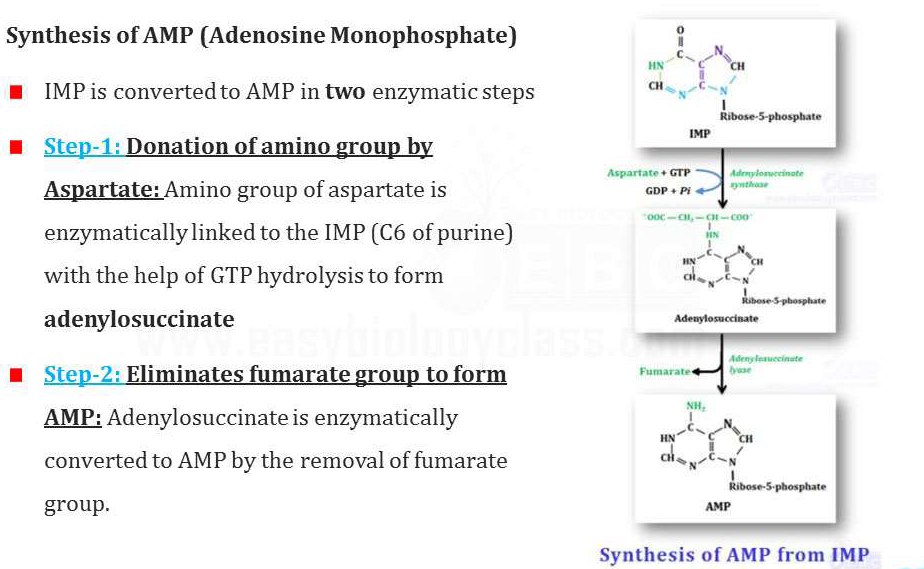 Synthesis of AMP (Adenosine Monophosphate)
IMP is converted to AMP in two enzymatic steps
Step-1: Donation of amino group by
Aspartate: Amino group of aspartate is
enzymatically linked to the IMP (C6 of purine)
with the help of GTP hydrolysis to form
adenylosuccinate
Step-2: Eliminates fumarate group to form
AMP: Adenylosuccinate is enzymatically
converted to AMP by the removal of fumarate
group.
O
C
N
HN
C
CH
CH
N
C
N
Ribose-5-phosphate
IMP
Aspartate + GTP
Adenylosuccinate
synthase
GDP + Pi
⁻OOC — CH₂ — CH — COO⁻
HN
C
N
HN
C
CH
CH
N
C
N
Ribose-5-phosphate
Adenylosuccinate
Adenylosuccinate
Fumarate
lyase
NH₂
C
N
HN
C
CH
CH
N
C
N
Ribose-5-phosphate
AMP
Synthesis of AMP from IMP
EBC
www.easybiologyclass.com